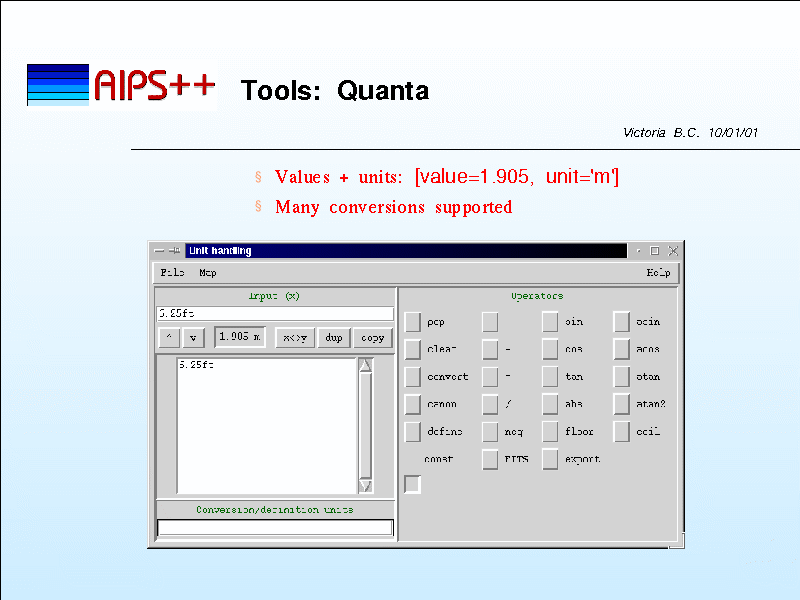 AIPS++
Tools: Quanta
Victoria B.C. 10/01/01
§ Values + units: [value=1.905, unit='m']
§ Many conversions supported
Unit handling
File Map Help
Input (x)
6.25ft
^ v 1.905 m x<>y dup copy
6.25ft
Conversion/definition units
Operators
pop sin asin
clear - cos acos
convert tan atan
canon / abs atan2
define neg floor ceil
const FITS export